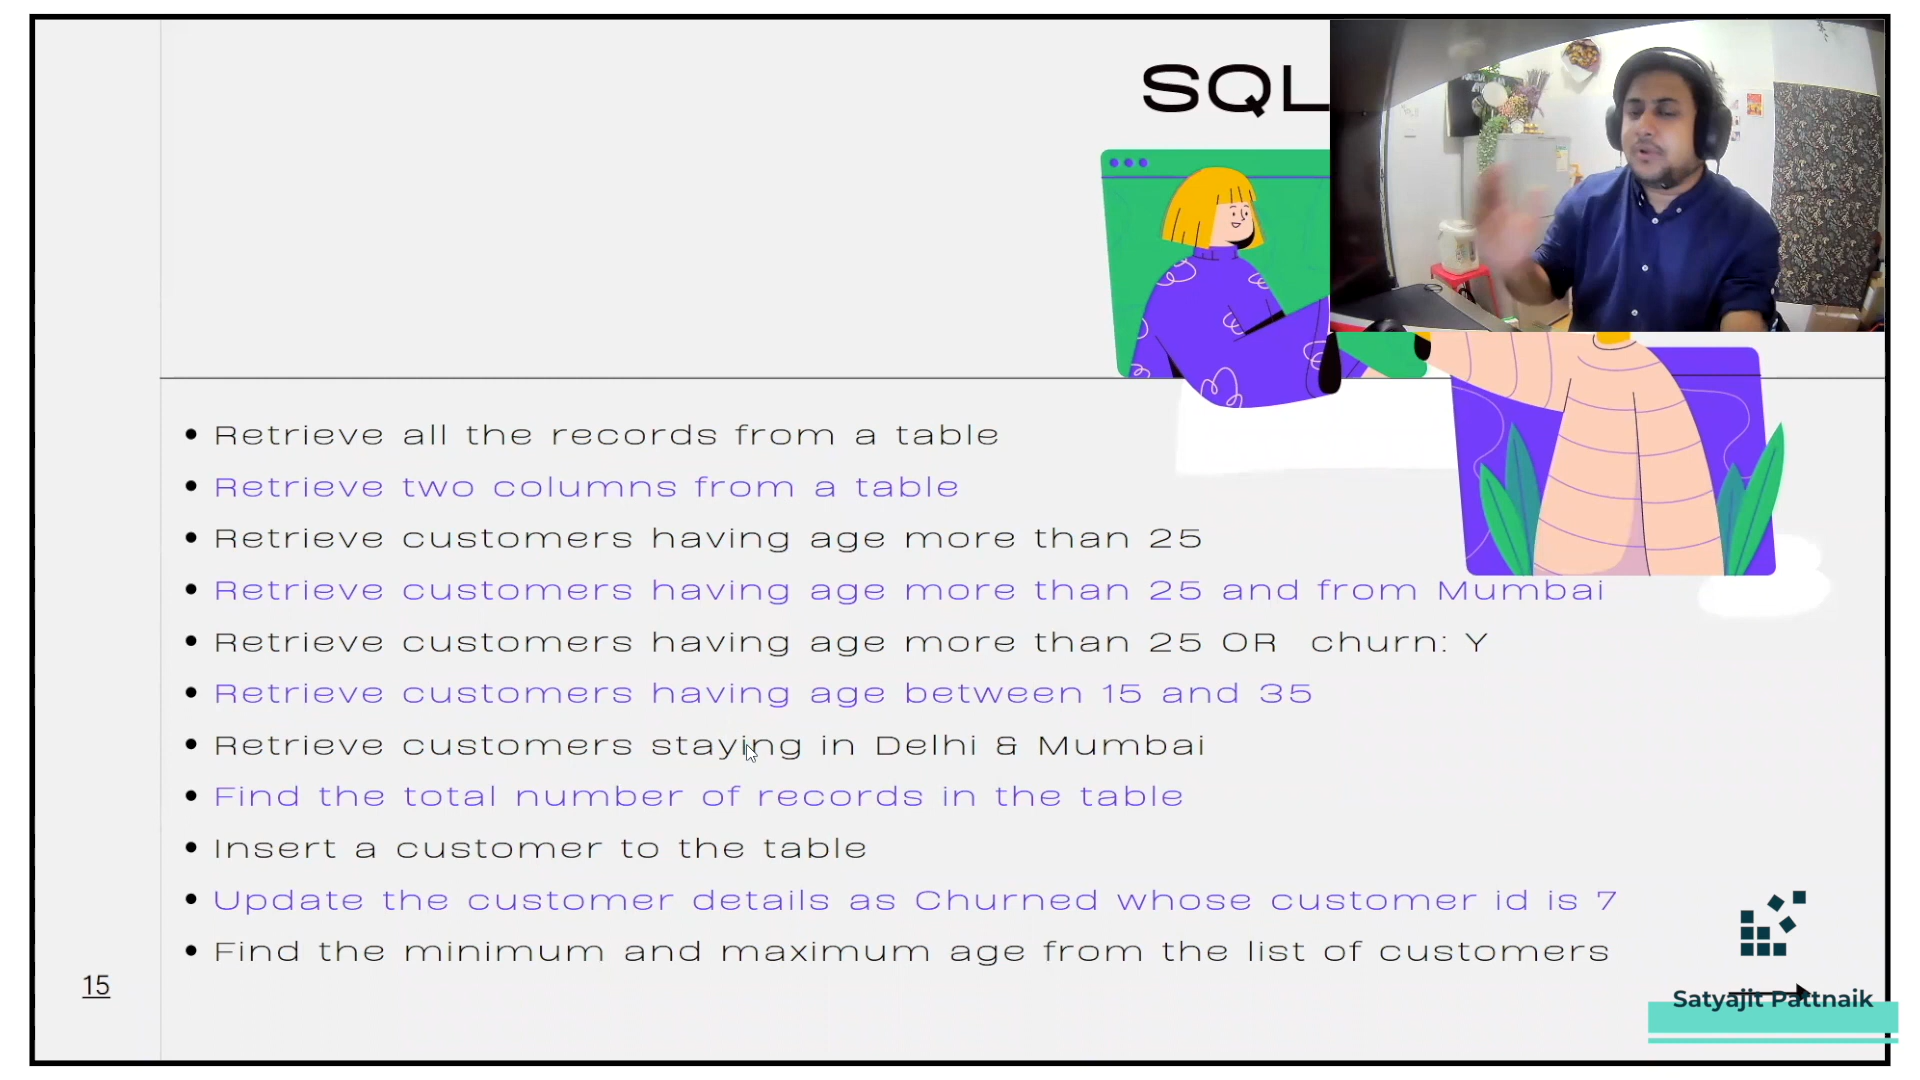 SQL
Retrieve all the records from a table
Retrieve two columns from a table
Retrieve customers having age more than 25
Retrieve customers having age more than 25 and from Mumbai
Retrieve customers having age more than 25 OR churn: Y
Retrieve customers having age between 15 and 35
Retrieve customers staying in Delhi & Mumbai
Find the total number of records in the table
Insert a customer to the table
Update the customer details as Churned whose customer id is 7
Find the minimum and maximum age from the list of customers
15
Satyajit Pattnaik